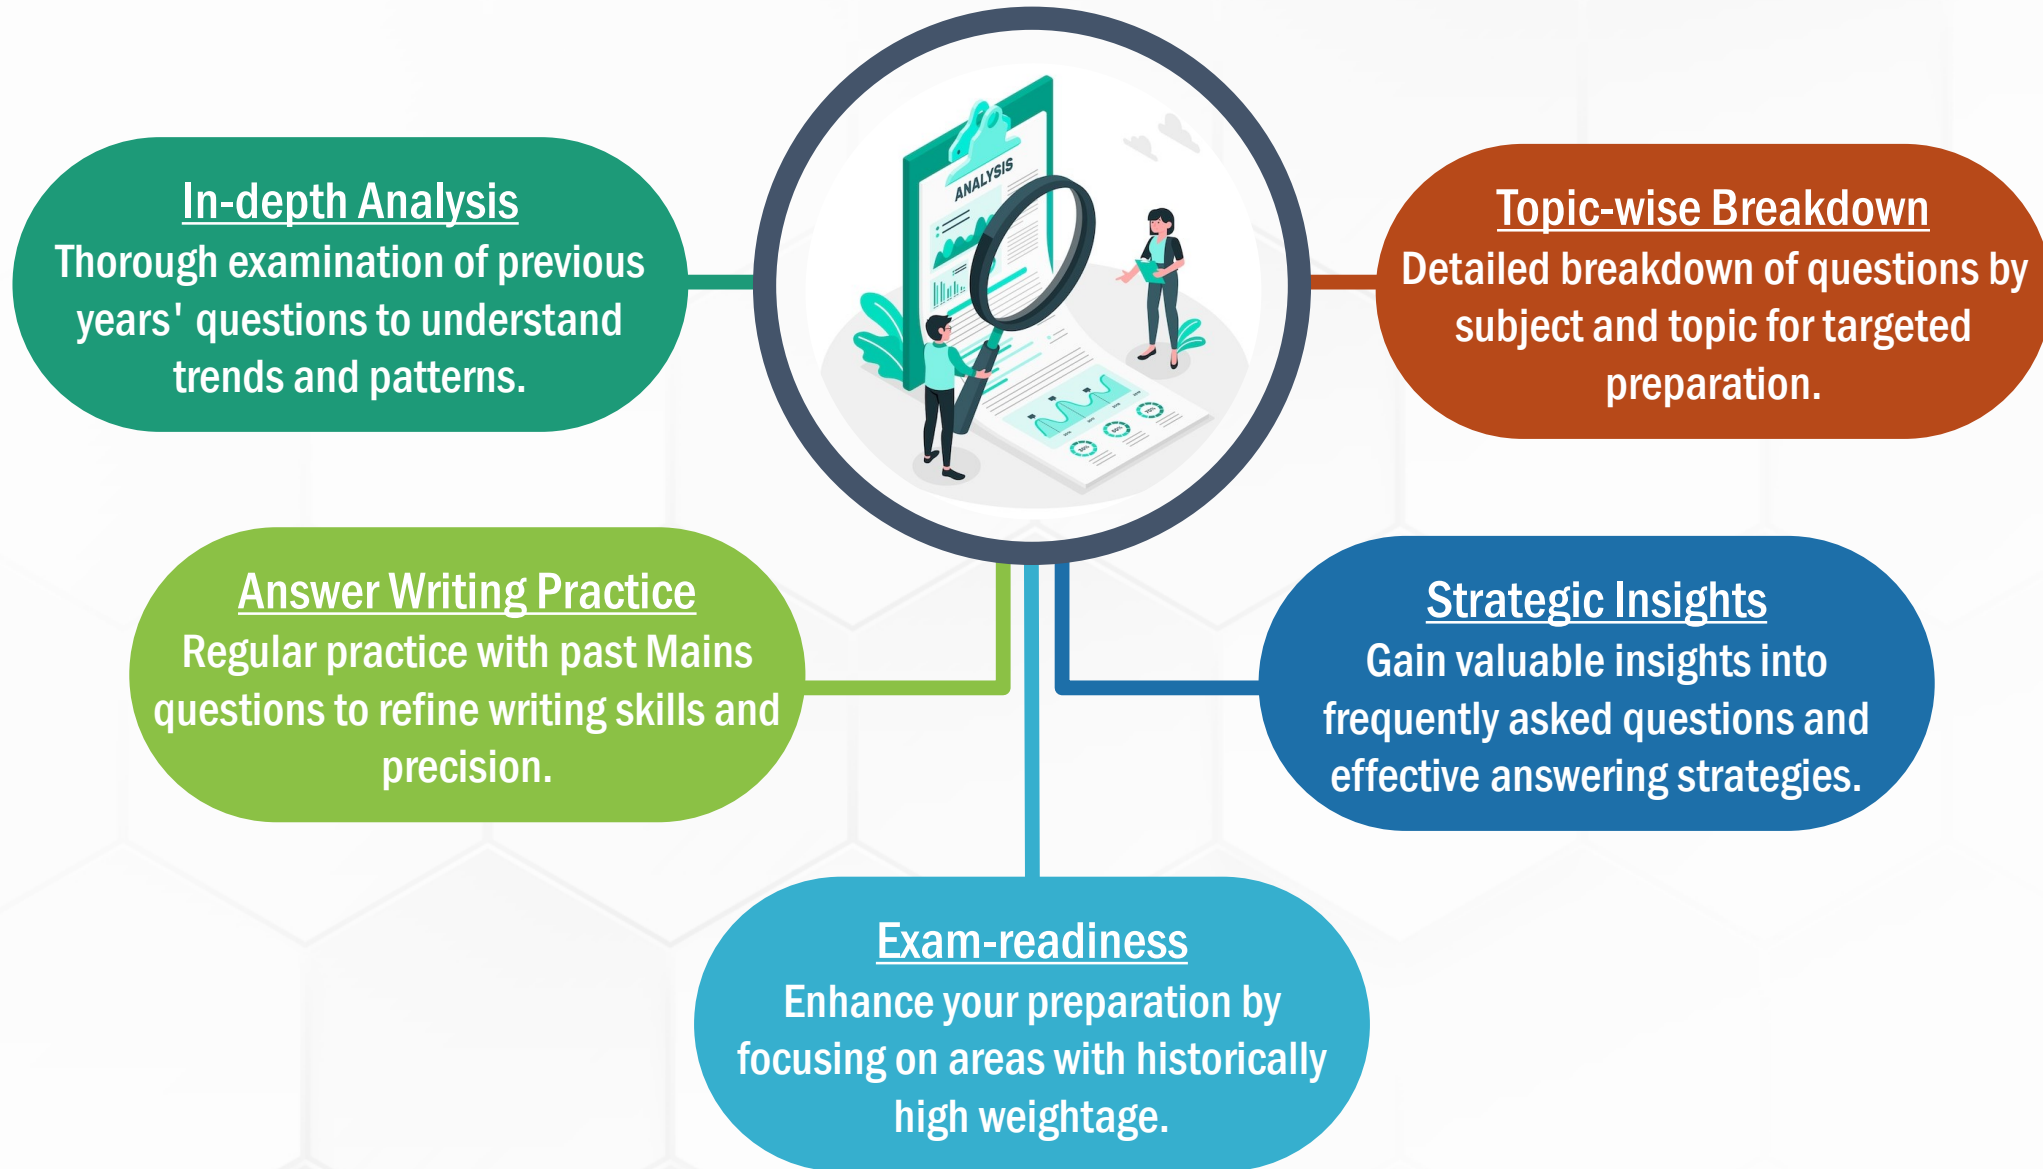 ANALYSIS
In-depth Analysis
Thorough examination of previous
years' questions to understand
trends and patterns.
Topic-wise Breakdown
Detailed breakdown of questions by
subject and topic for targeted
preparation.
Answer Writing Practice
Regular practice with past Mains
questions to refine writing skills and
precision.
Strategic Insights
Gain valuable insights into
frequently asked questions and
effective answering strategies.
Exam-readiness
Enhance your preparation by
focusing on areas with historically
high weightage.